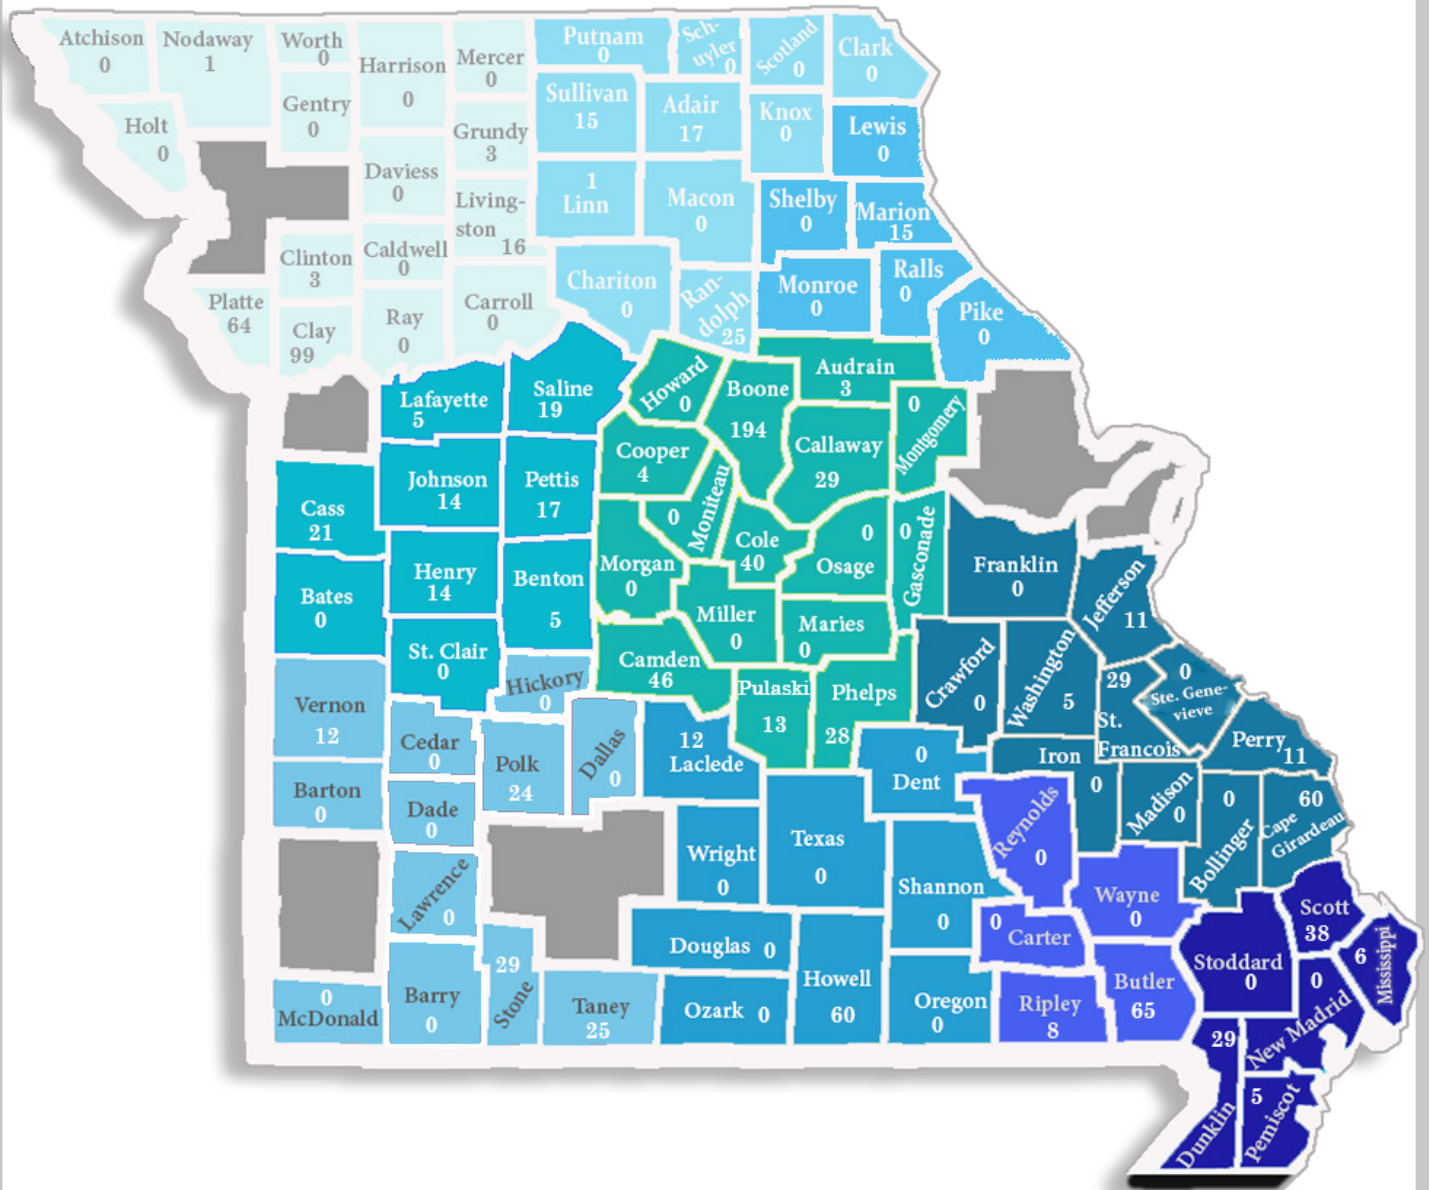 Atchison
0
Nodaway
1
Worth
0
Harrison
0
Mercer
0
Putnam
0
Sch-
uyler
0
Scotland
0
Clark
0
Holt
0
Gentry
0
Grundy
3
Sullivan
15
Adair
17
Knox
0
Lewis
0
Daviess
0
Living-
ston
16
1
Linn
Macon
0
Shelby
0
Marion
15
Clinton
3
Caldwell
0
Platte
64
Clay
99
Ray
0
Carroll
0
Chariton
0
Ran-
dolph
25
Monroe
0
Ralls
0
Pike
0
Lafayette
5
Saline
19
Howard
0
Boone
194
Audrain
3
0
Montgomery
Cooper
4
Callaway
29
Cass
21
Johnson
14
Pettis
17
0
Moniteau
Cole
40
0
Osage
0
Gasconade
Morgan
0
Franklin
0
Jefferson
11
Bates
0
Henry
14
Benton
5
Miller
0
Maries
0
St. Clair
0
Camden
46
Pulaski
13
Phelps
28
Crawford
0
Washington
5
29
St.
Francois
0
Ste. Gene-
vieve
Perry
11
Vernon
12
Hickory
0
Cedar
0
Polk
24
Dallas
0
12
Laclede
0
Dent
Iron
0
Madison
0
0
Bollinger
60
Cape
Girardeau
Barton
0
Dade
0
Wright
0
Texas
0
Reynolds
0
Lawrence
0
Shannon
0
Wayne
0
0
Carter
Scott
38
6
Mississippi
Stoddard
0
0
New Madrid
Douglas 0
Howell
60
0
McDonald
Barry
0
29
Stone
Taney
25
Ozark 0
Oregon
0
Ripley
8
Butler
65
29
Dunklin
5
Pemiscot